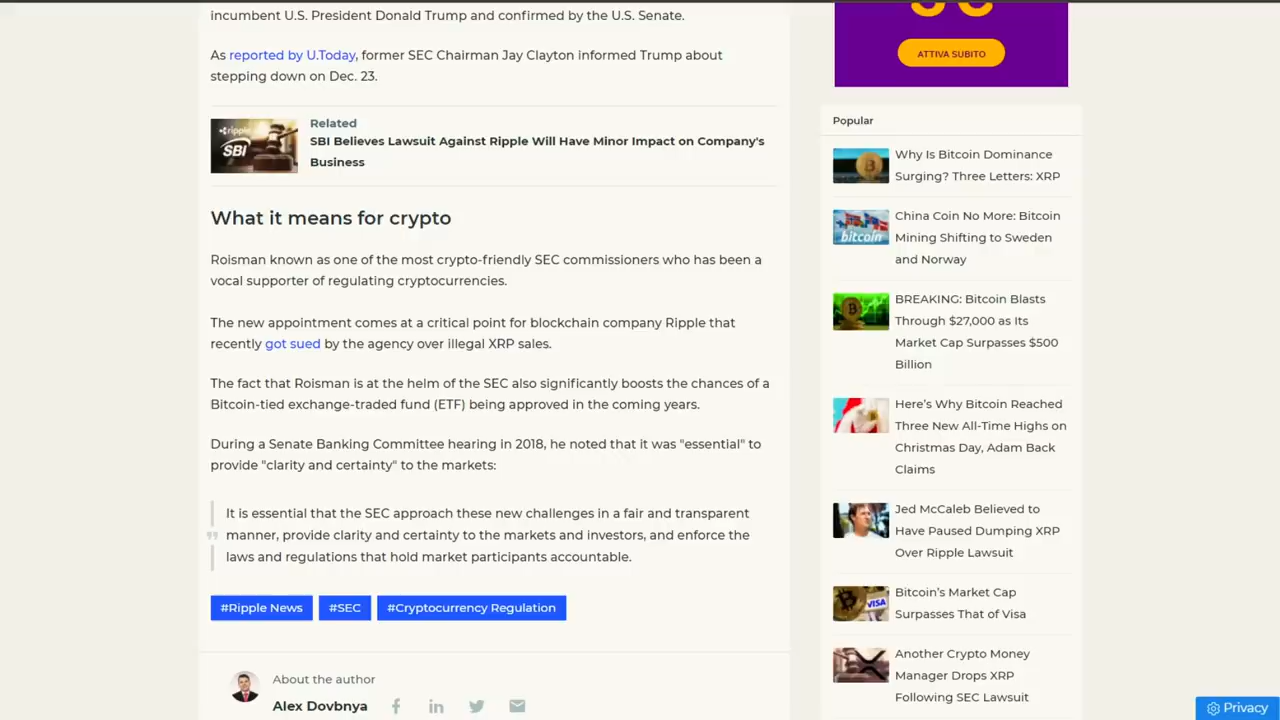 incumbent U.S. President Donald Trump and confirmed by the U.S. Senate.
As reported by U.Today, former SEC Chairman Jay Clayton informed Trump about
stepping down on Dec. 23.
ripple
SBI
Related
SBI Believes Lawsuit Against Ripple Will Have Minor Impact on Company's
Business
What it means for crypto
Roisman known as one of the most crypto-friendly SEC commissioners who has been a
vocal supporter of regulating cryptocurrencies.
The new appointment comes at a critical point for blockchain company Ripple that
recently got sued by the agency over illegal XRP sales.
The fact that Roisman is at the helm of the SEC also significantly boosts the chances of a
Bitcoin-tied exchange-traded fund (ETF) being approved in the coming years.
During a Senate Banking Committee hearing in 2018, he noted that it was "essential" to
provide "clarity and certainty" to the markets:
It is essential that the SEC approach these new challenges in a fair and transparent
manner, provide clarity and certainty to the markets and investors, and enforce the
laws and regulations that hold market participants accountable.
#Ripple News #SEC #Cryptocurrency Regulation
About the author
Alex Dovbnya
ATTIVA SUBITO
Popular
Why Is Bitcoin Dominance
Surging? Three Letters: XRP
bitcoin
China Coin No More: Bitcoin
Mining Shifting to Sweden
and Norway
BREAKING: Bitcoin Blasts
Through $27,000 as Its
Market Cap Surpasses $500
Billion
Here's Why Bitcoin Reached
Three New All-Time Highs on
Christmas Day, Adam Back
Claims
Jed McCaleb Believed to
Have Paused Dumping XRP
Over Ripple Lawsuit
VISA
Bitcoin's Market Cap
Surpasses That of Visa
Another Crypto Money
Manager Drops XRP
Following SEC Lawsuit
Privacy